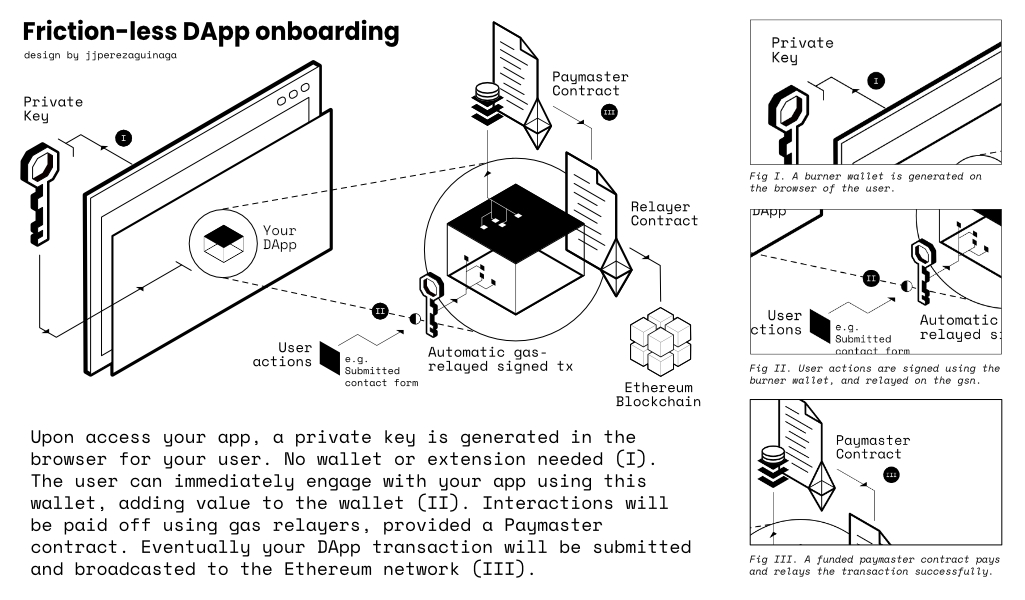 Friction-less DApp onboarding
design by jjperezaguinaga
Private
Key
I
Your
DApp
Paymaster
Contract
III
Relayer
Contract
II
User
actions
e.g.
Submitted
contact form
Automatic gas-
relayed signed tx
Ethereum
Blockchain
Upon access your app, a private key is generated in the
browser for your user. No wallet or extension needed (I).
The user can immediately engage with your app using this
wallet, adding value to the wallet (II). Interactions will
be paid off using gas relayers, provided a Paymaster
contract. Eventually your DApp transaction will be submitted
and broadcasted to the Ethereum network (III).
Private
Key
I
Fig I. A burner wallet is generated on
the browser of the user.
DApp
II
User
ctions
e.g.
Submitted
contact form
Automatic
relayed si
Fig II. User actions are signed using the
burner wallet, and relayed on the gsn.
Paymaster
Contract
III
Fig III. A funded paymaster contract pays
and relays the transaction successfully.